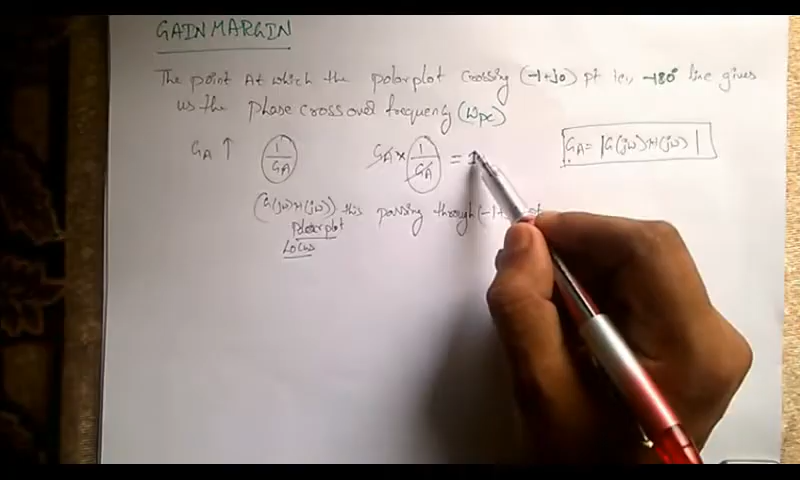 GAIN MARGIN
The point At which the polarplot crossing (-1+j0) pt ie, -180° line gives
us the phase crossover frequency (ωpc)
GA ↑ 1/GA GA × 1/GA = 1 GA = |G(jω)H(jω)|
(G(jω)H(jω)) this passing through (-1+
polarplot
Locus